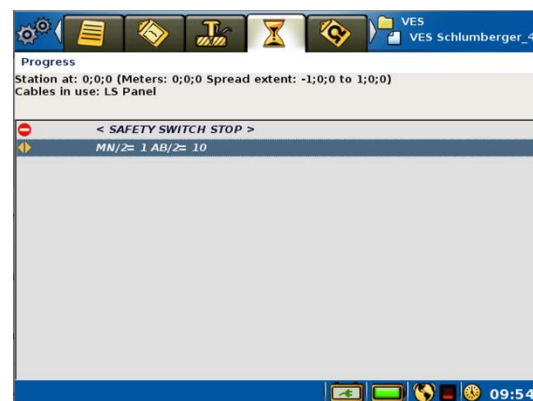 VES
VES Schlumberger_4
Progress
Station at: 0;0;0 (Meters: 0;0;0 Spread extent: -1;0;0 to 1;0;0)
Cables in use: LS Panel
< SAFETY SWITCH STOP >
MN/2= 1 AB/2= 10
09:54